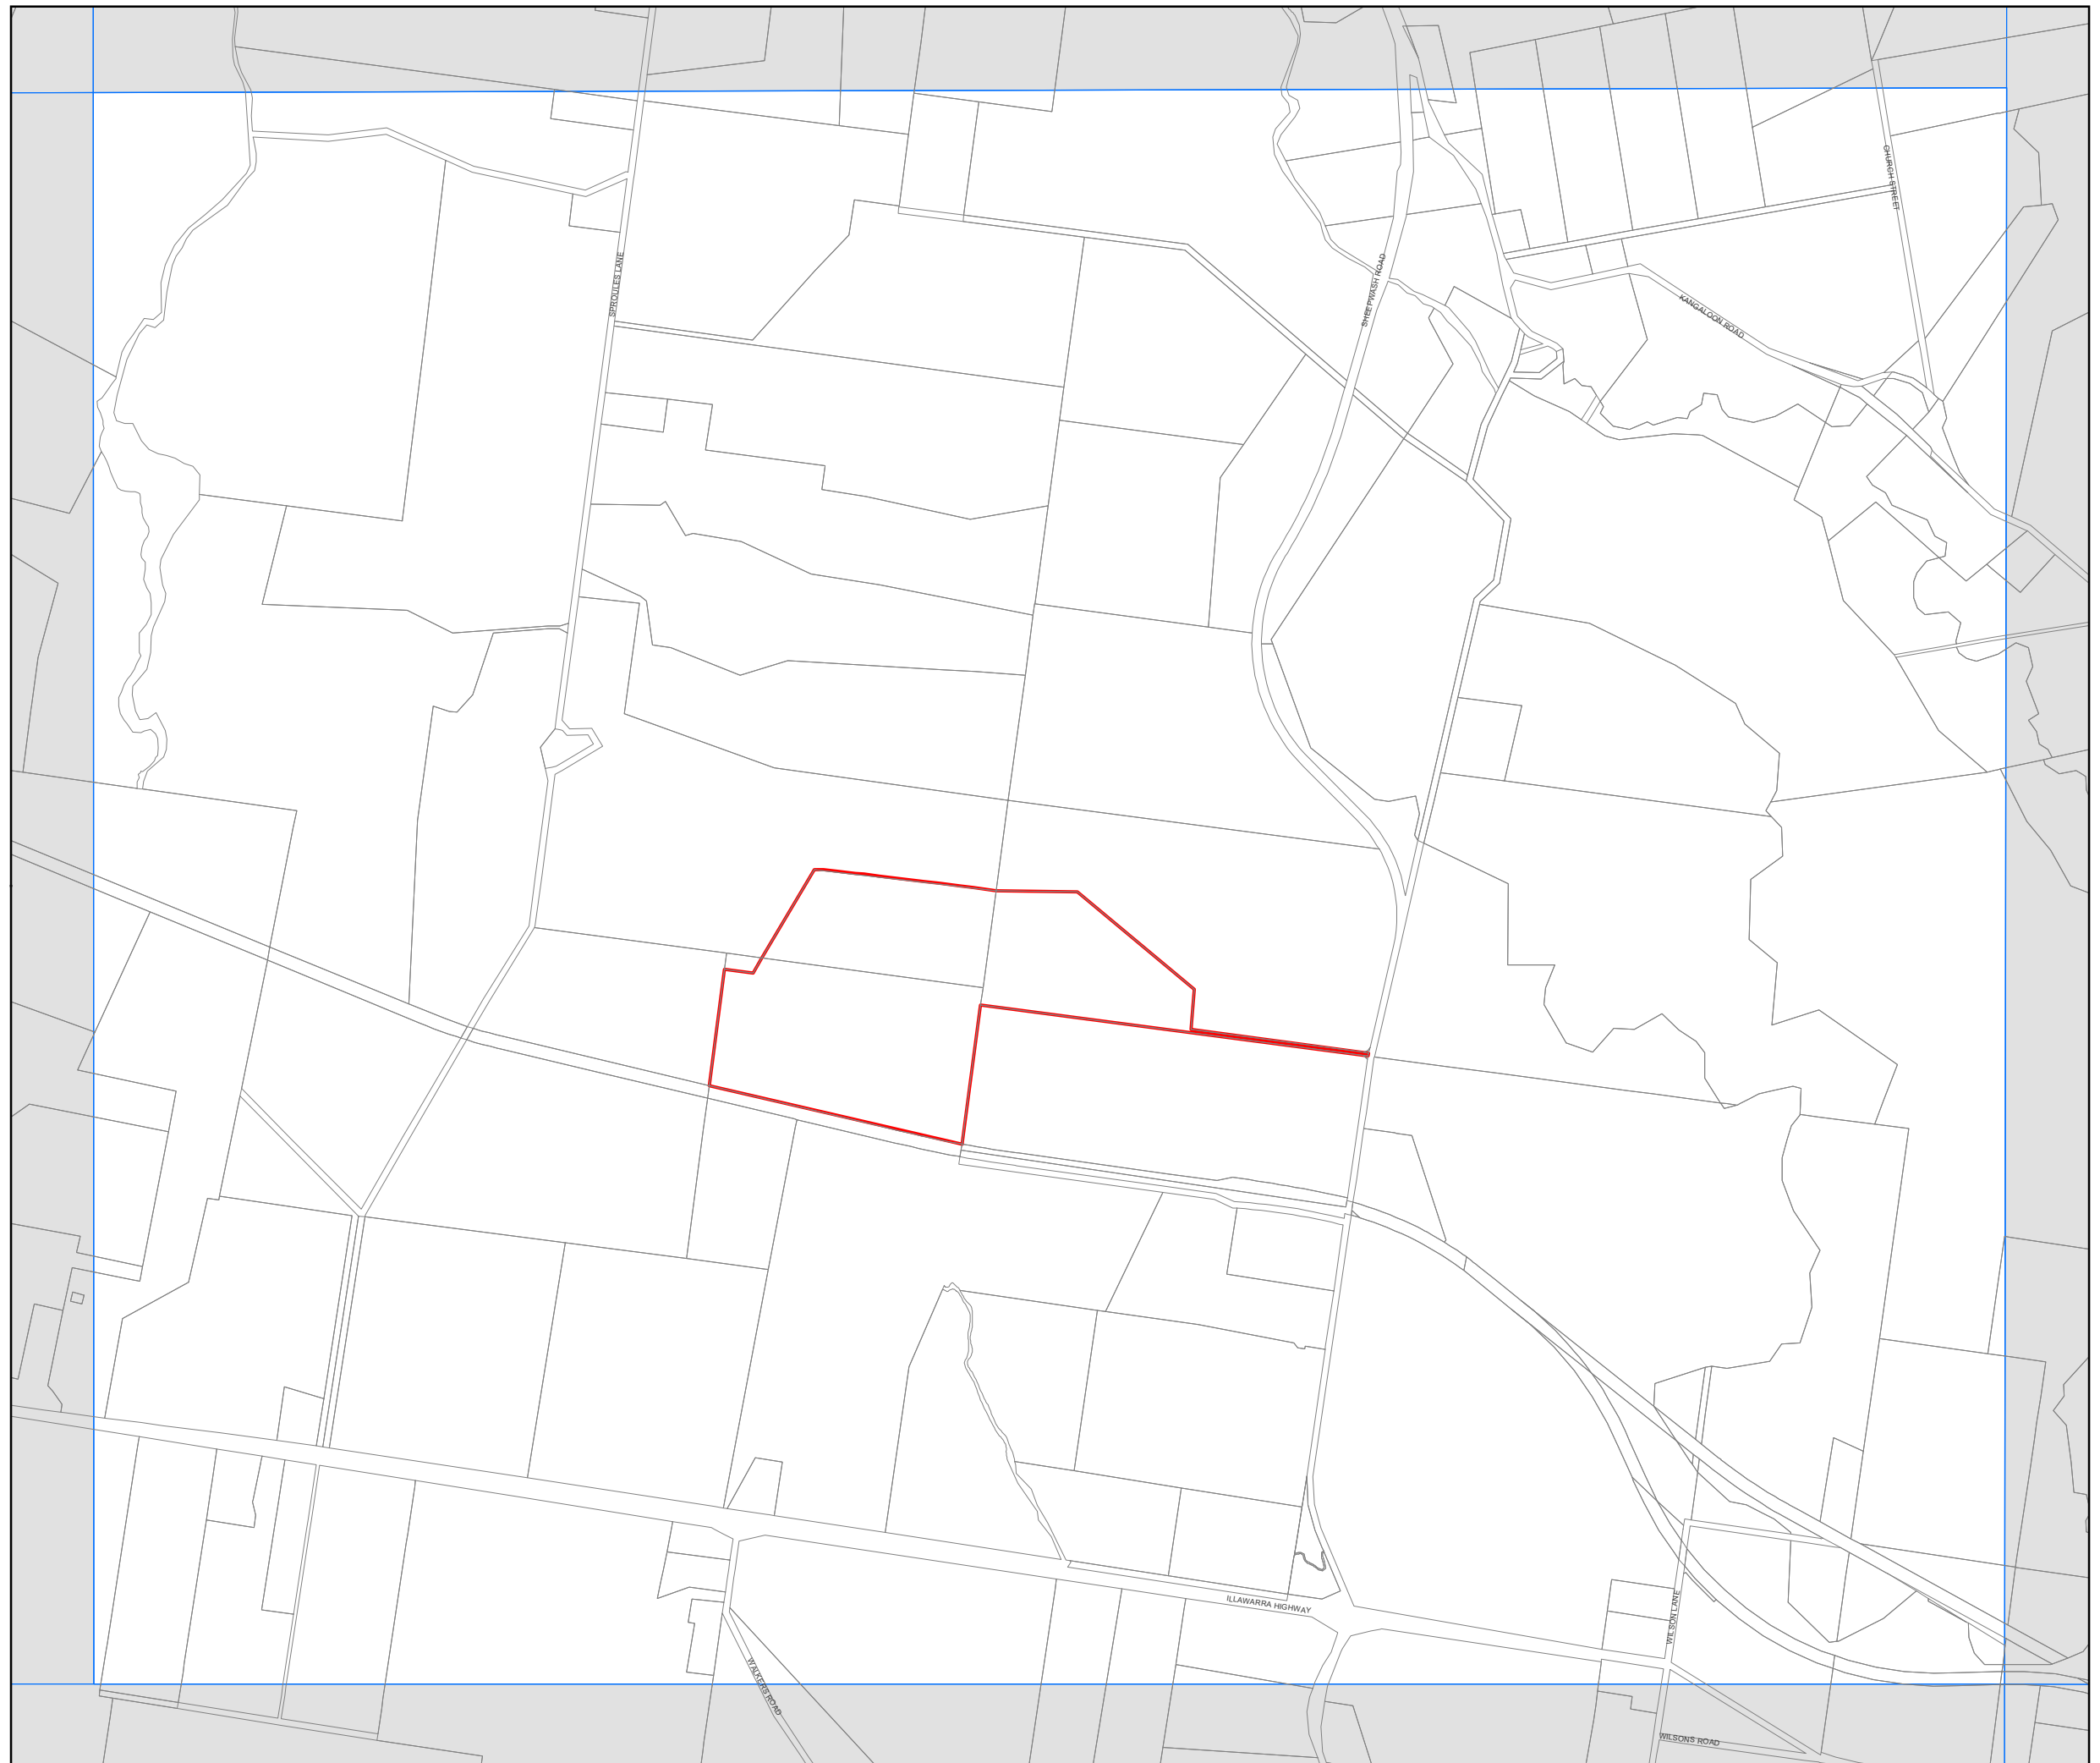 CHURCH STREET
SPROULES LANE
SHEEPWASH ROAD
KANGALOON ROAD
ILLAWARRA HIGHWAY
WILSON LANE
WALKERS ROAD
WILSONS ROAD